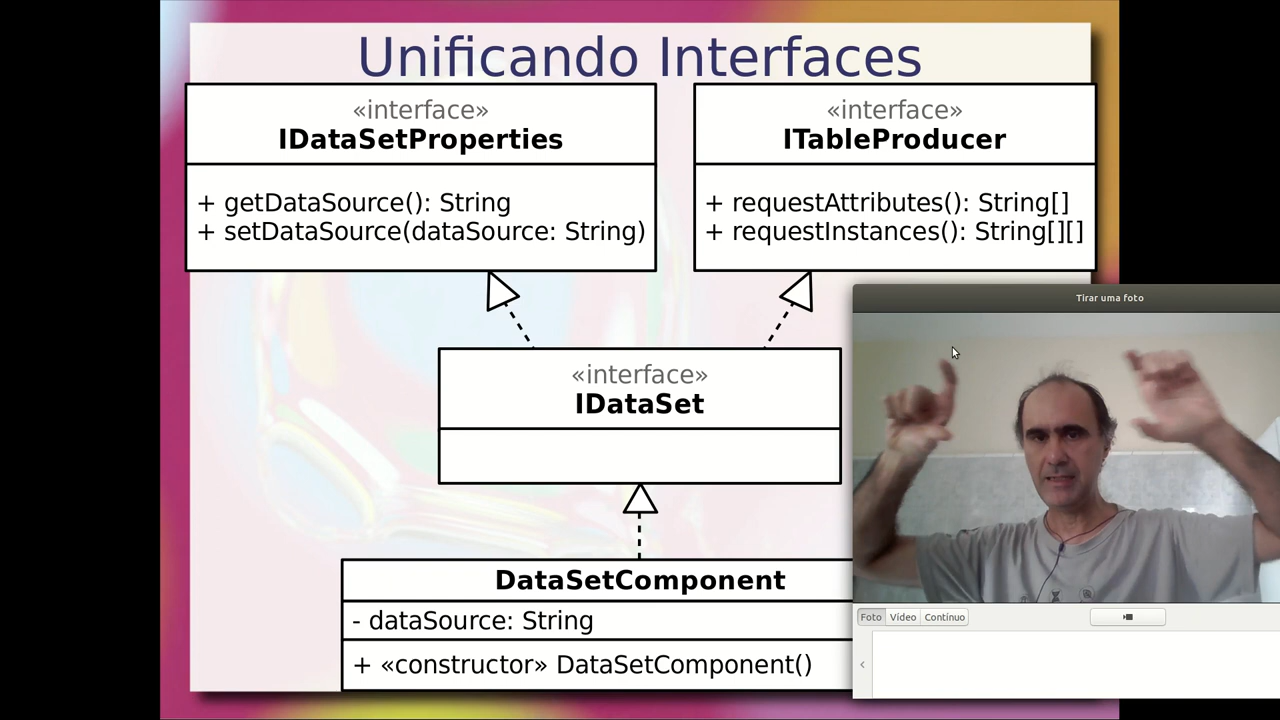 Unificando Interfaces
«interface»
IDataSetProperties
+ getDataSource(): String
+ setDataSource(dataSource: String)
«interface»
ITableProducer
+ requestAttributes(): String[]
+ requestInstances(): String[][]
«interface»
IDataSet
DataSetComponent
- dataSource: String
+ «constructor» DataSetComponent()
Tirar uma foto
Foto Vídeo Contínuo